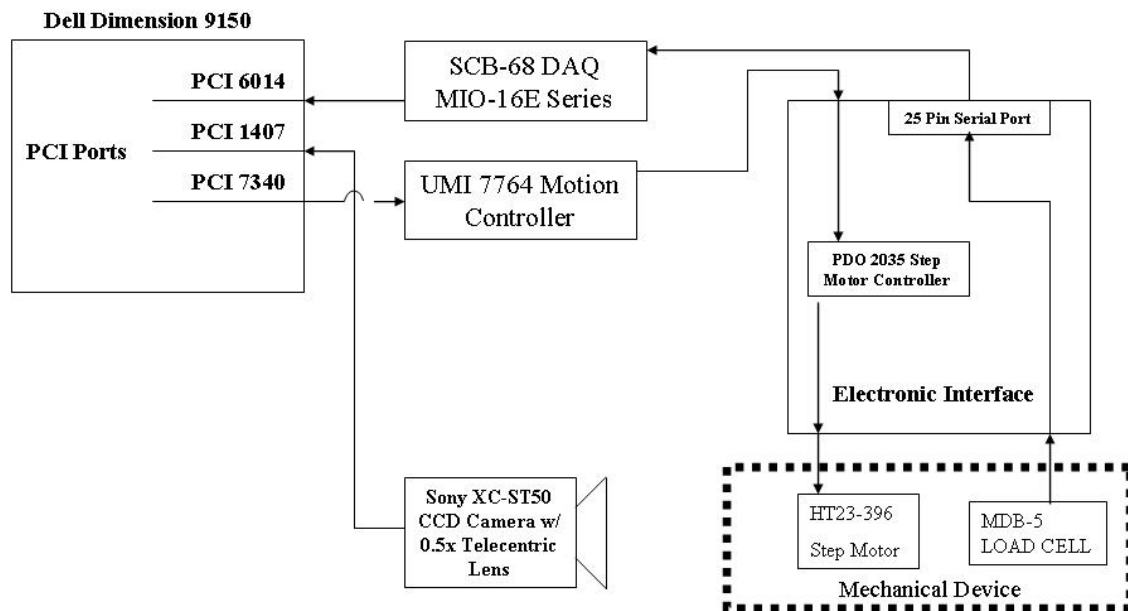 Dell Dimension 9150
PCI 6014
PCI 1407
PCI Ports
PCI 7340
SCB-68 DAQ
MIO-16E Series
UMI 7764 Motion
Controller
25 Pin Serial Port
PDO 2035 Step
Motor Controller
Electronic Interface
Sony XC-ST50
CCD Camera w/
0.5x Telecentric
Lens
HT23-396
Step Motor
MDB-5
LOAD CELL
Mechanical Device